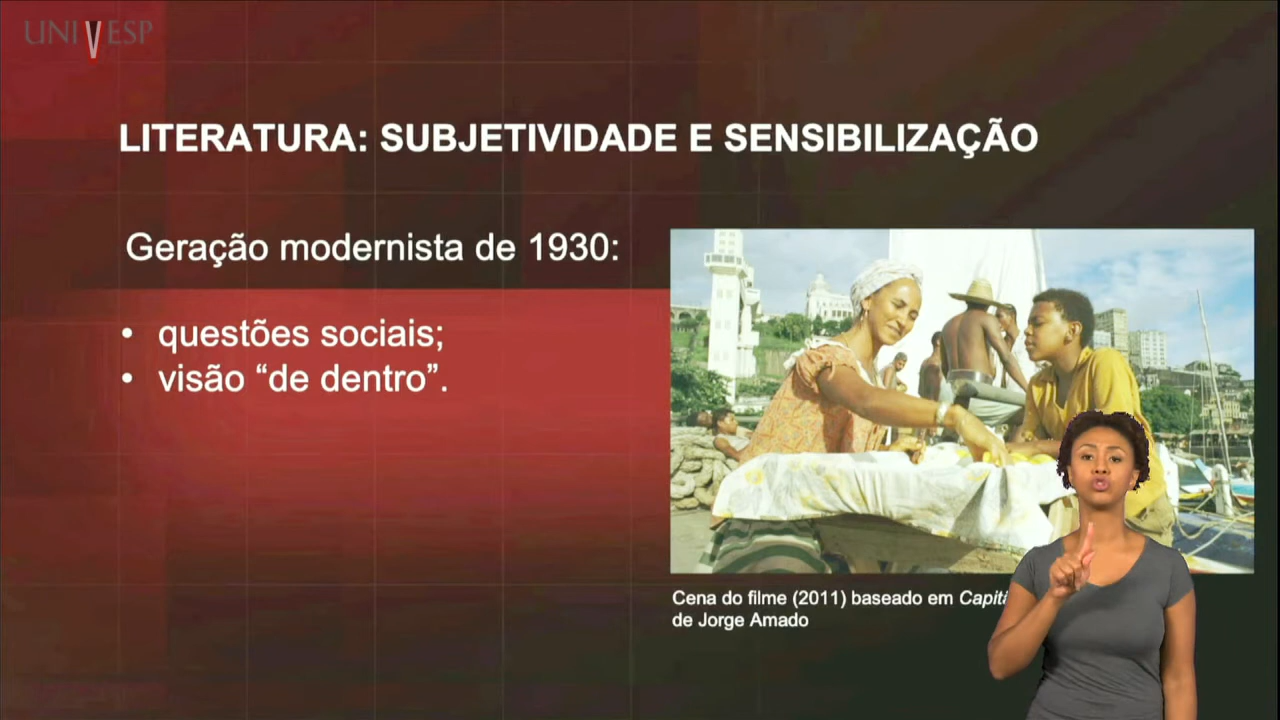 UNIVESP
LITERATURA: SUBJETIVIDADE E SENSIBILIZAÇÃO
Geração modernista de 1930:
• questões sociais;
• visão “de dentro”.
Cena do filme (2011) baseado em
de Jorge Amado